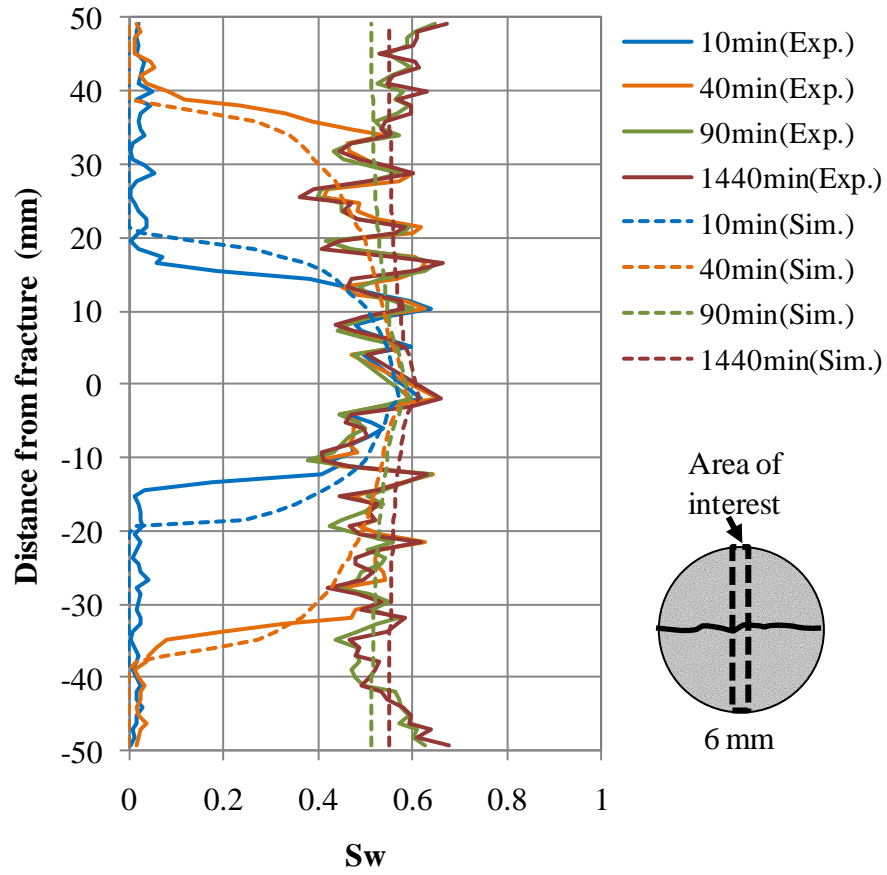 50
40
30
20
10
0
-10
-20
-30
-40
-50
Distance from fracture (mm)
0
0.2
0.4
0.6
0.8
1
Sw
10min(Exp.)
40min(Exp.)
90min(Exp.)
1440min(Exp.)
10min(Sim.)
40min(Sim.)
90min(Sim.)
1440min(Sim.)
Area of
interest
6 mm